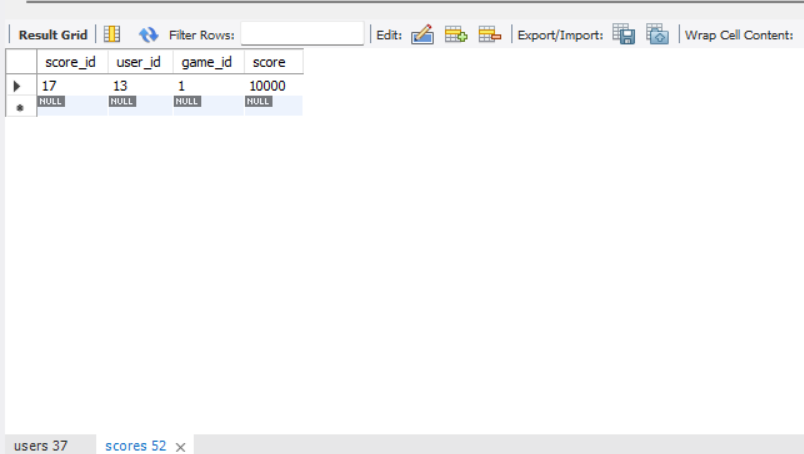 Result Grid Filter Rows: Edit: Export/Import: Wrap Cell Content:
score_id user_id game_id score
17 13 1 10000
NULL NULL NULL NULL
users 37 scores 52